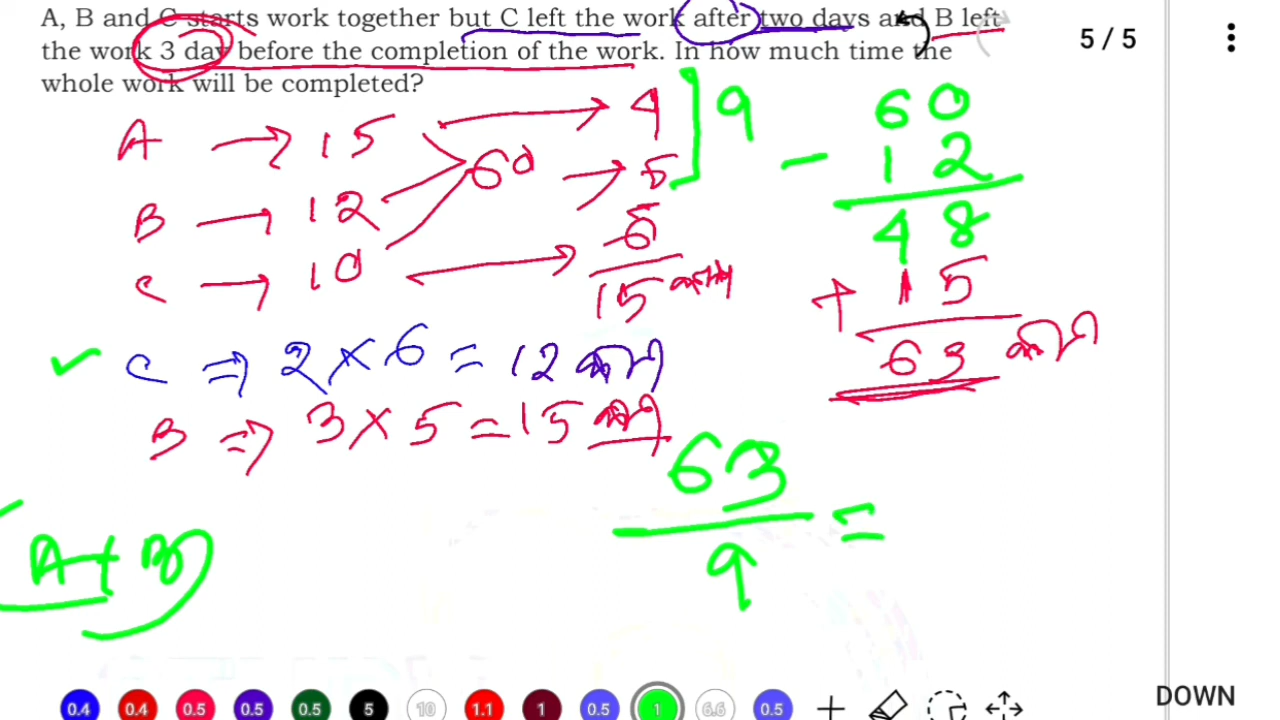 A, B and C starts work together but C left the work after two days and B left
the work 3 day before the completion of the work. In how much time the
whole work will be completed?
5 / 5
A → 15 → 4
B → 12 60 → 5 ] 9
C → 10 → 6
15
60
- 12
48
+ 15
63 काम
C ⇒ 2 × 6 = 12 काम
B ⇒ 3 × 5 = 15 काम
A + B
63
9 =
0.4 0.4 0.5 0.5 0.5 5 10 1.1 1 0.5 1 6.6 0.5
DOWN